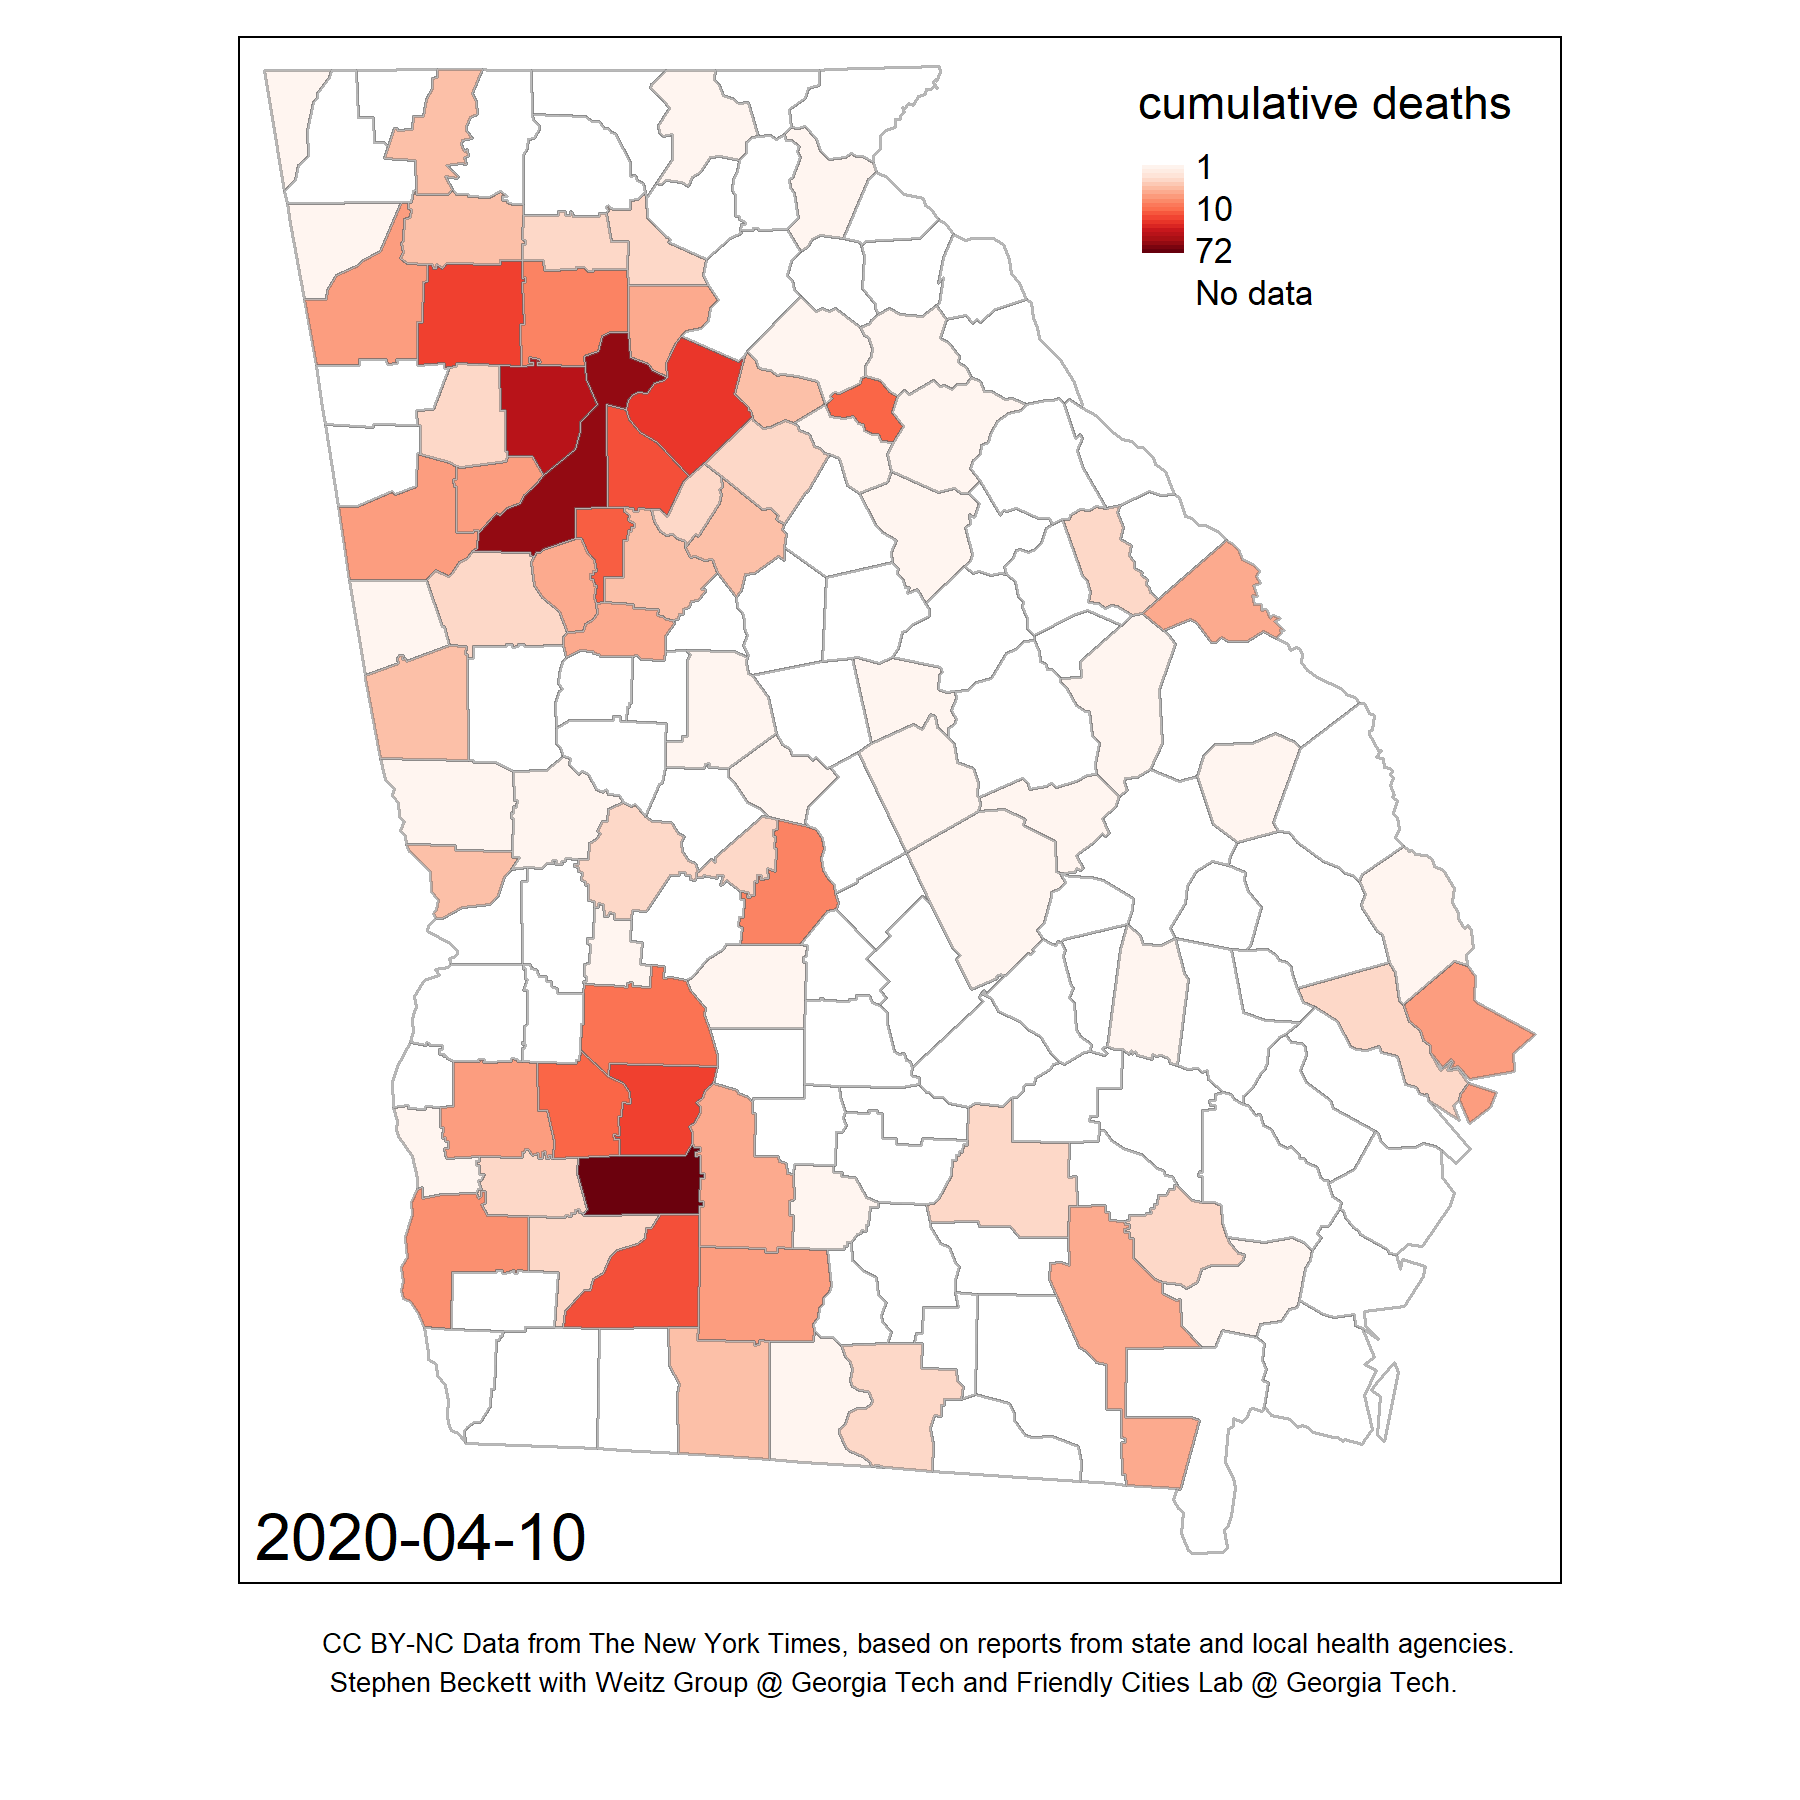 cumulative deaths
1
10
72
No data
2020-04-10
CC BY-NC Data from The New York Times, based on reports from state and local health agencies.
Stephen Beckett with Weitz Group @ Georgia Tech and Friendly Cities Lab @ Georgia Tech.